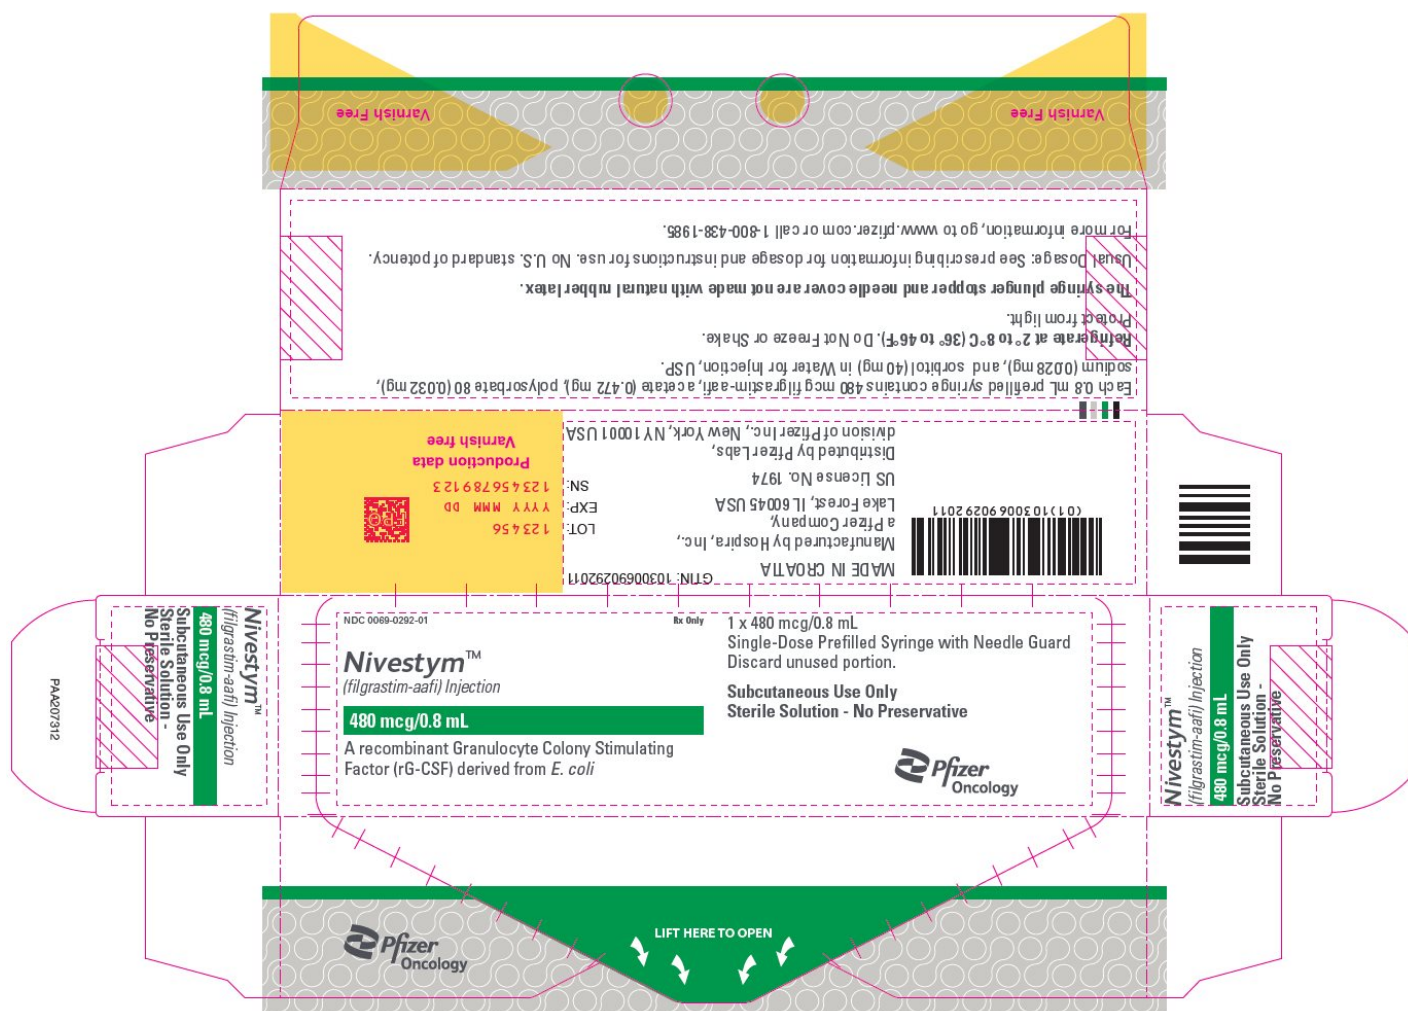 Varnish Free
Varnish Free
For more information, go to www.pfizer.com or call 1-800-438-1985.
Usual Dosage: See prescribing information for dosage and instructions for use. No U.S. standard of potency.
The syringe plunger stopper and needle cover are not made with natural rubber latex.
Protect from light.
Refrigerate at 2° to 8°C (36° to 46°F). Do Not Freeze or Shake.
sodium (0.028 mg), and sorbitol (40 mg) in Water for Injection, USP.
Each 0.8 mL prefilled syringe contains 480 mcg filgrastim-aafi, acetate (0.472 mg), polysorbate 80 (0.032 mg),
Production data
Varnish free
GTIN: 10300690292011
LOT: 123456
EXP: YYYY MMM DD
SN: 123456789123
MADE IN CROATIA
Manufactured by Hospira, Inc.,
a Pfizer Company,
Lake Forest, IL 60045 USA
US License No. 1974
Distributed by Pfizer Labs,
division of Pfizer Inc., New York, NY 10001 USA
(01)10300690292011
PAA207312
Nivestym™
(filgrastim-aafi) Injection
480 mcg/0.8 mL
Subcutaneous Use Only
Sterile Solution -
No Preservative
NDC 0069-0292-01
Rx Only
Nivestym™
(filgrastim-aafi) Injection
480 mcg/0.8 mL
A recombinant Granulocyte Colony Stimulating
Factor (rG-CSF) derived from E. coli
1 x 480 mcg/0.8 mL
Single-Dose Prefilled Syringe with Needle Guard
Discard unused portion.
Subcutaneous Use Only
Sterile Solution - No Preservative
Pfizer
Oncology
Nivestym™
(filgrastim-aafi) Injection
480 mcg/0.8 mL
Subcutaneous Use Only
Sterile Solution -
No Preservative
Pfizer
Oncology
LIFT HERE TO OPEN